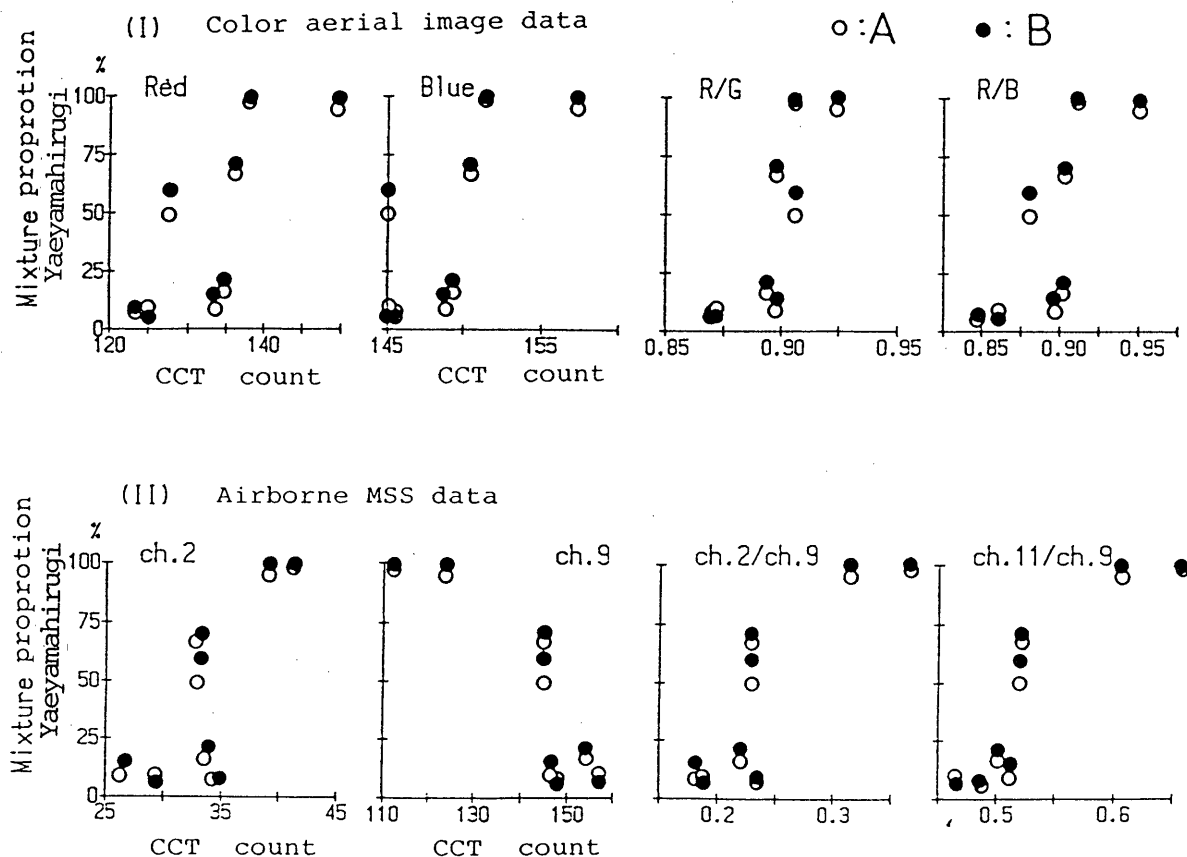 (I) Color aerial image data
○ : A ● : B
Mixture proprotion
Yaeyamahirugi
%
100
75
50
25
0
Red
120 140
CCT count
Blue
145 155
CCT count
R/G
0.85 0.90 0.95
R/B
0.85 0.90 0.95
(II) Airborne MSS data
Mixture proprotion
Yaeyamahirugi
%
100
75
50
25
0
ch.2
25 35 45
CCT count
ch.9
110 130 150
CCT count
ch.2/ch.9
0.2 0.3
ch.11/ch.9
0.5 0.6